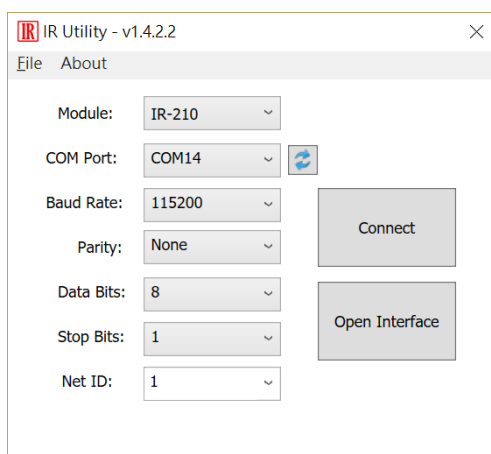 IR IR Utility - v1.4.2.2
File About
Module: IR-210
COM Port: COM14
Baud Rate: 115200
Connect
Parity: None
Data Bits: 8
Open Interface
Stop Bits: 1
Net ID: 1